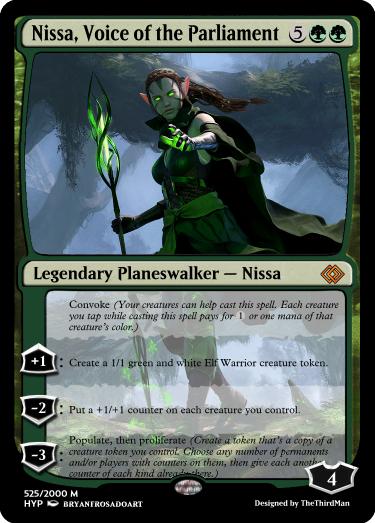 Nissa, Voice of the Parliament 5
Legendary Planeswalker — Nissa
Convoke (Your creatures can help cast this spell. Each creature
you tap while casting this spell pays for 1 or one mana of that
creature's color.)
+1: Create a 1/1 green and white Elf Warrior creature token.
-2: Put a +1/+1 counter on each creature you control.
Populate, then proliferate (Create a token that's a copy of a
creature token you control. Choose any number of permanents
-3: and/or players with counters on them, then give each another
counter of each kind already there.)
4
525/2000 M
HYP BRYANFROSADOART
Designed by TheThirdMan